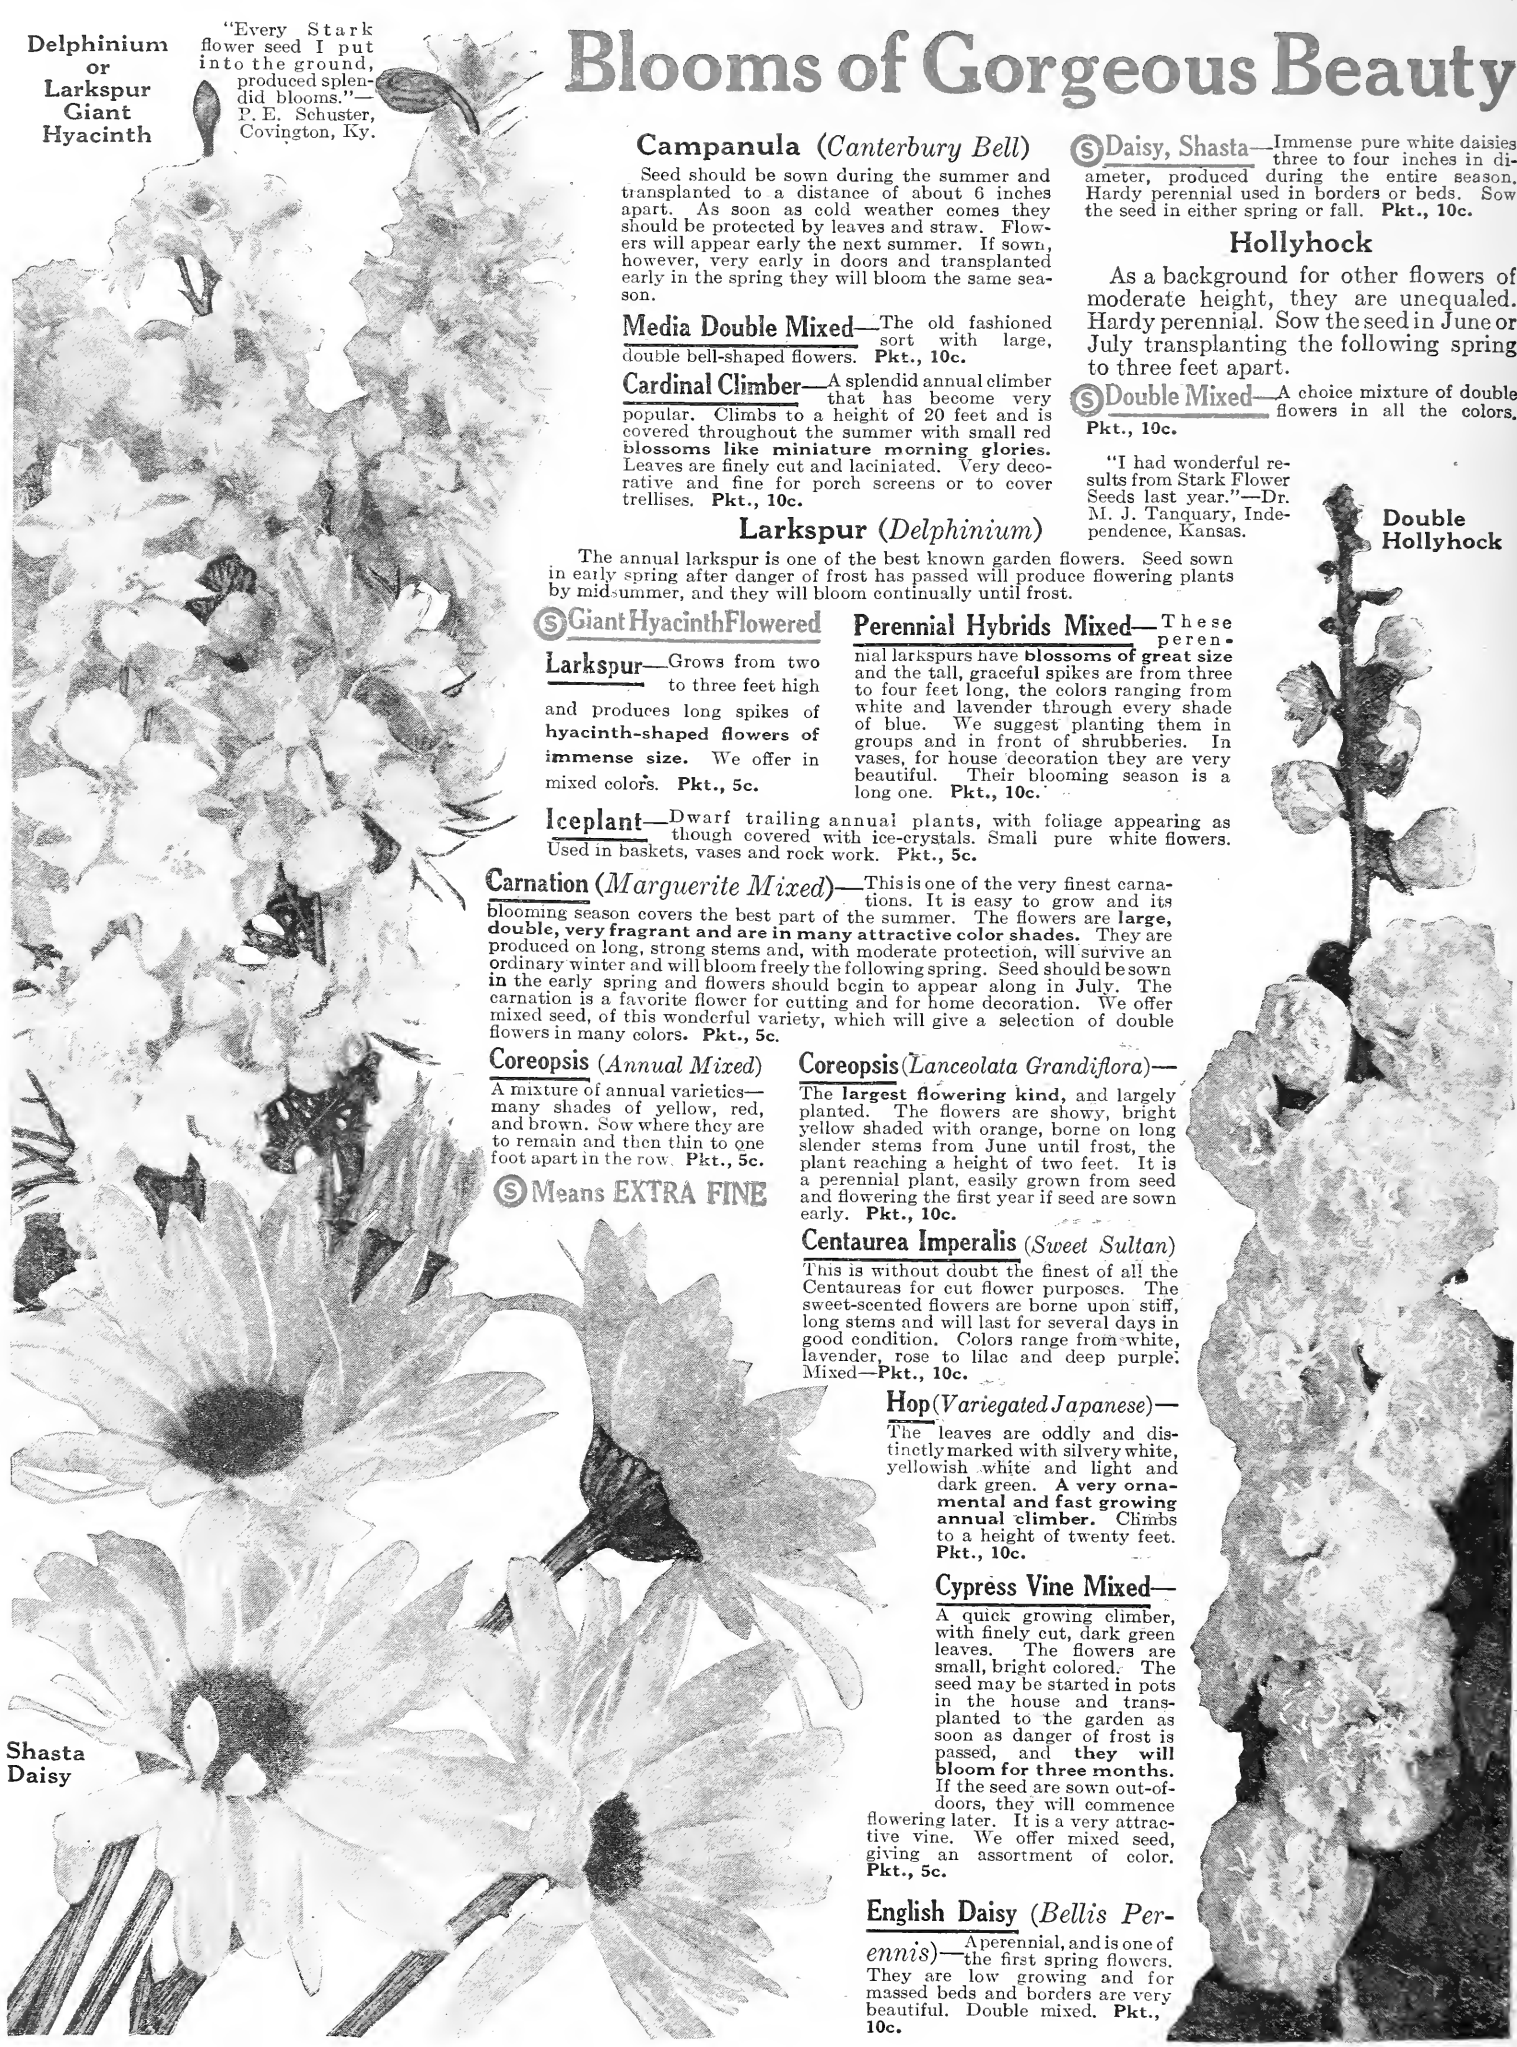 Delphinium
or
Larkspur
Giant
Hyacinth
"Every Stark
flower seed I put
into the ground,
produced splen-
did blooms."—
P. E. Schuster,
Covington, Ky.
Blooms of Gorgeous Beauty
Campanula (Canterbury Bell)
Seed should be sown during the summer and
transplanted to a distance of about 6 inches
apart. As soon as cold weather comes they
should be protected by leaves and straw. Flow-
ers will appear early the next summer. If sown,
however, very early in doors and transplanted
early in the spring they will bloom the same sea-
son.
Media Double Mixed—The old fashioned
sort with large,
double bell-shaped flowers. Pkt., 10c.
Cardinal Climber—A splendid annual climber
that has become very
popular. Climbs to a height of 20 feet and is
covered throughout the summer with small red
blossoms like miniature morning glories.
Leaves are finely cut and laciniated. Very deco-
rative and fine for porch screens or to cover
trellises. Pkt., 10c.
Ⓢ Daisy, Shasta—Immense pure white daisies
three to four inches in di-
ameter, produced during the entire season.
Hardy perennial used in borders or beds. Sow
the seed in either spring or fall. Pkt., 10c.
Hollyhock
As a background for other flowers of
moderate height, they are unequaled.
Hardy perennial. Sow the seed in June or
July transplanting the following spring
to three feet apart.
Ⓢ Double Mixed—A choice mixture of double
flowers in all the colors.
Pkt., 10c.
"I had wonderful re-
sults from Stark Flower
Seeds last year."—Dr.
M. J. Tanquary, Inde-
pendence, Kansas.
Double
Hollyhock
Larkspur (Delphinium)
The annual larkspur is one of the best known garden flowers. Seed sown
in early spring after danger of frost has passed will produce flowering plants
by midsummer, and they will bloom continually until frost.
Ⓢ Giant Hyacinth Flowered
Larkspur—Grows from two
to three feet high
and produces long spikes of
hyacinth-shaped flowers of
immense size. We offer in
mixed colors. Pkt., 5c.
Perennial Hybrids Mixed—These
peren-
nial larkspurs have blossoms of great size
and the tall, graceful spikes are from three
to four feet long, the colors ranging from
white and lavender through every shade
of blue. We suggest planting them in
groups and in front of shrubberies. In
vases, for house decoration they are very
beautiful. Their blooming season is a
long one. Pkt., 10c.
Iceplant—Dwarf trailing annual plants, with foliage appearing as
though covered with ice-crystals. Small pure white flowers.
Used in baskets, vases and rock work. Pkt., 5c.
Carnation (Marguerite Mixed)—This is one of the very finest carna-
tions. It is easy to grow and its
blooming season covers the best part of the summer. The flowers are large,
double, very fragrant and are in many attractive color shades. They are
produced on long, strong stems and, with moderate protection, will survive an
ordinary winter and will bloom freely the following spring. Seed should be sown
in the early spring and flowers should begin to appear along in July. The
carnation is a favorite flower for cutting and for home decoration. We offer
mixed seed, of this wonderful variety, which will give a selection of double
flowers in many colors. Pkt., 5c.
Coreopsis (Annual Mixed)
A mixture of annual varieties—
many shades of yellow, red,
and brown. Sow where they are
to remain and then thin to one
foot apart in the row. Pkt., 5c.
Ⓢ Means EXTRA FINE
Coreopsis (Lanceolata Grandiflora)—
The largest flowering kind, and largely
planted. The flowers are showy, bright
yellow shaded with orange, borne on long
slender stems from June until frost, the
plant reaching a height of two feet. It is
a perennial plant, easily grown from seed
and flowering the first year if seed are sown
early. Pkt., 10c.
Centaurea Imperalis (Sweet Sultan)
This is without doubt the finest of all the
Centaureas for cut flower purposes. The
sweet-scented flowers are borne upon stiff,
long stems and will last for several days in
good condition. Colors range from white,
lavender, rose to lilac and deep purple.
Mixed—Pkt., 10c.
Hop (Variegated Japanese)—
The leaves are oddly and dis-
tinctly marked with silvery white,
yellowish white and light and
dark green. A very orna-
mental and fast growing
annual climber. Climbs
to a height of twenty feet.
Pkt., 10c.
Cypress Vine Mixed—
A quick growing climber,
with finely cut, dark green
leaves. The flowers are
small, bright colored. The
seed may be started in pots
in the house and trans-
planted to the garden as
soon as danger of frost is
passed, and they will
bloom for three months.
If the seed are sown out-of-
doors, they will commence
flowering later. It is a very attrac-
tive vine. We offer mixed seed,
giving an assortment of color.
Pkt., 5c.
English Daisy (Bellis Per-
ennis)—A perennial, and is one of
the first spring flowers.
They are low growing and for
massed beds and borders are very
beautiful. Double mixed. Pkt.,
10c.
Shasta
Daisy